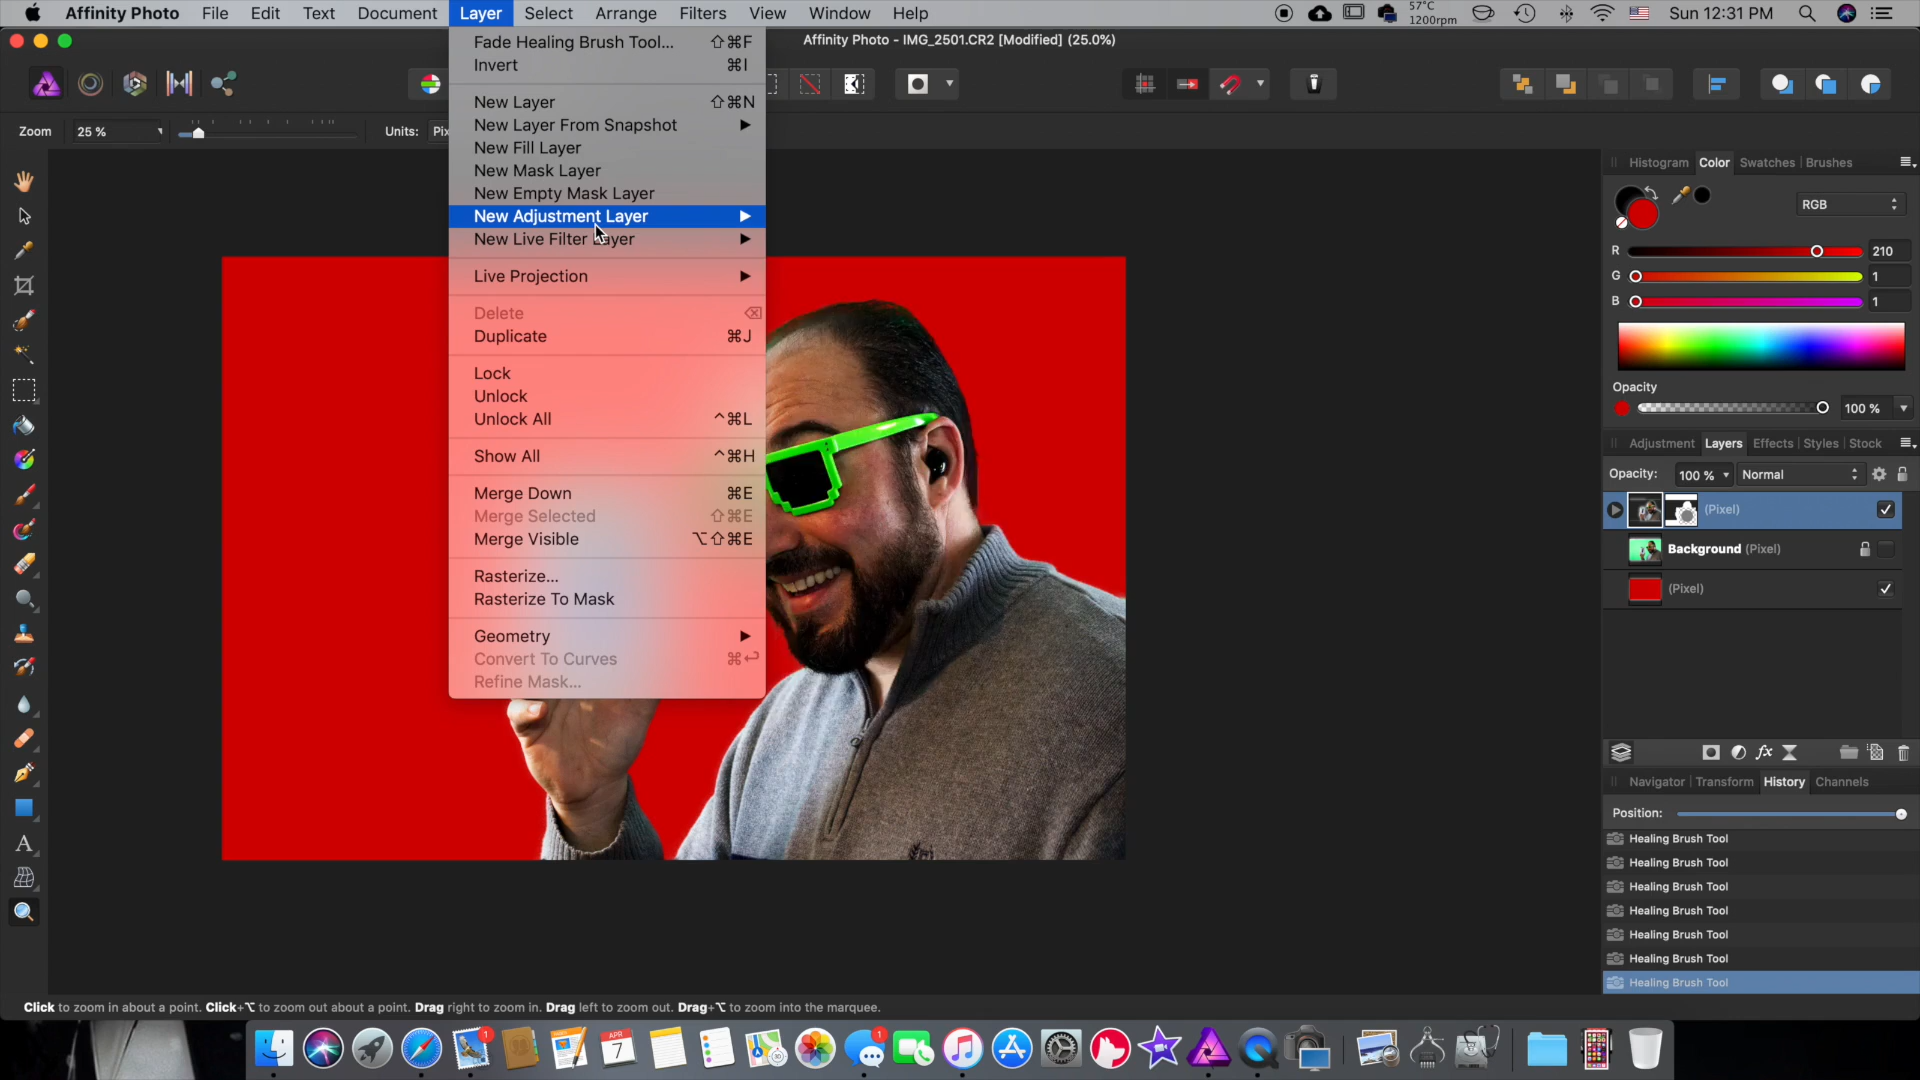 Affinity Photo File Edit Text Document Layer Select Arrange Filters View Window Help 57°C 1200rpm Sun 12:31 PM
Affinity Photo - IMG_2501.CR2 [Modified] (25.0%)
Zoom 25 % Units: Pix
Fade Healing Brush Tool... ⇧⌘F
Invert ⌘I
New Layer ⇧⌘N
New Layer From Snapshot
New Fill Layer
New Mask Layer
New Empty Mask Layer
New Adjustment Layer
New Live Filter Layer
Live Projection
Delete ⌫
Duplicate ⌘J
Lock
Unlock
Unlock All ^⌘L
Show All ^⌘H
Merge Down ⌘E
Merge Selected ⇧⌘E
Merge Visible ⌥⇧⌘E
Rasterize...
Rasterize To Mask
Geometry
Convert To Curves ⌘↩
Refine Mask...
Histogram Color Swatches Brushes
RGB
R 210
G 1
B 1
Opacity
100 %
Adjustment Layers Effects Styles Stock
Opacity: 100 % Normal
(Pixel)
Background (Pixel)
(Pixel)
fx
Navigator Transform History Channels
Position:
Healing Brush Tool
Healing Brush Tool
Healing Brush Tool
Healing Brush Tool
Healing Brush Tool
Healing Brush Tool
Healing Brush Tool
A
Click to zoom in about a point. Click+⌥ to zoom out about a point. Drag right to zoom in. Drag left to zoom out. Drag+⌥ to zoom into the marquee.
1 APR 7 1